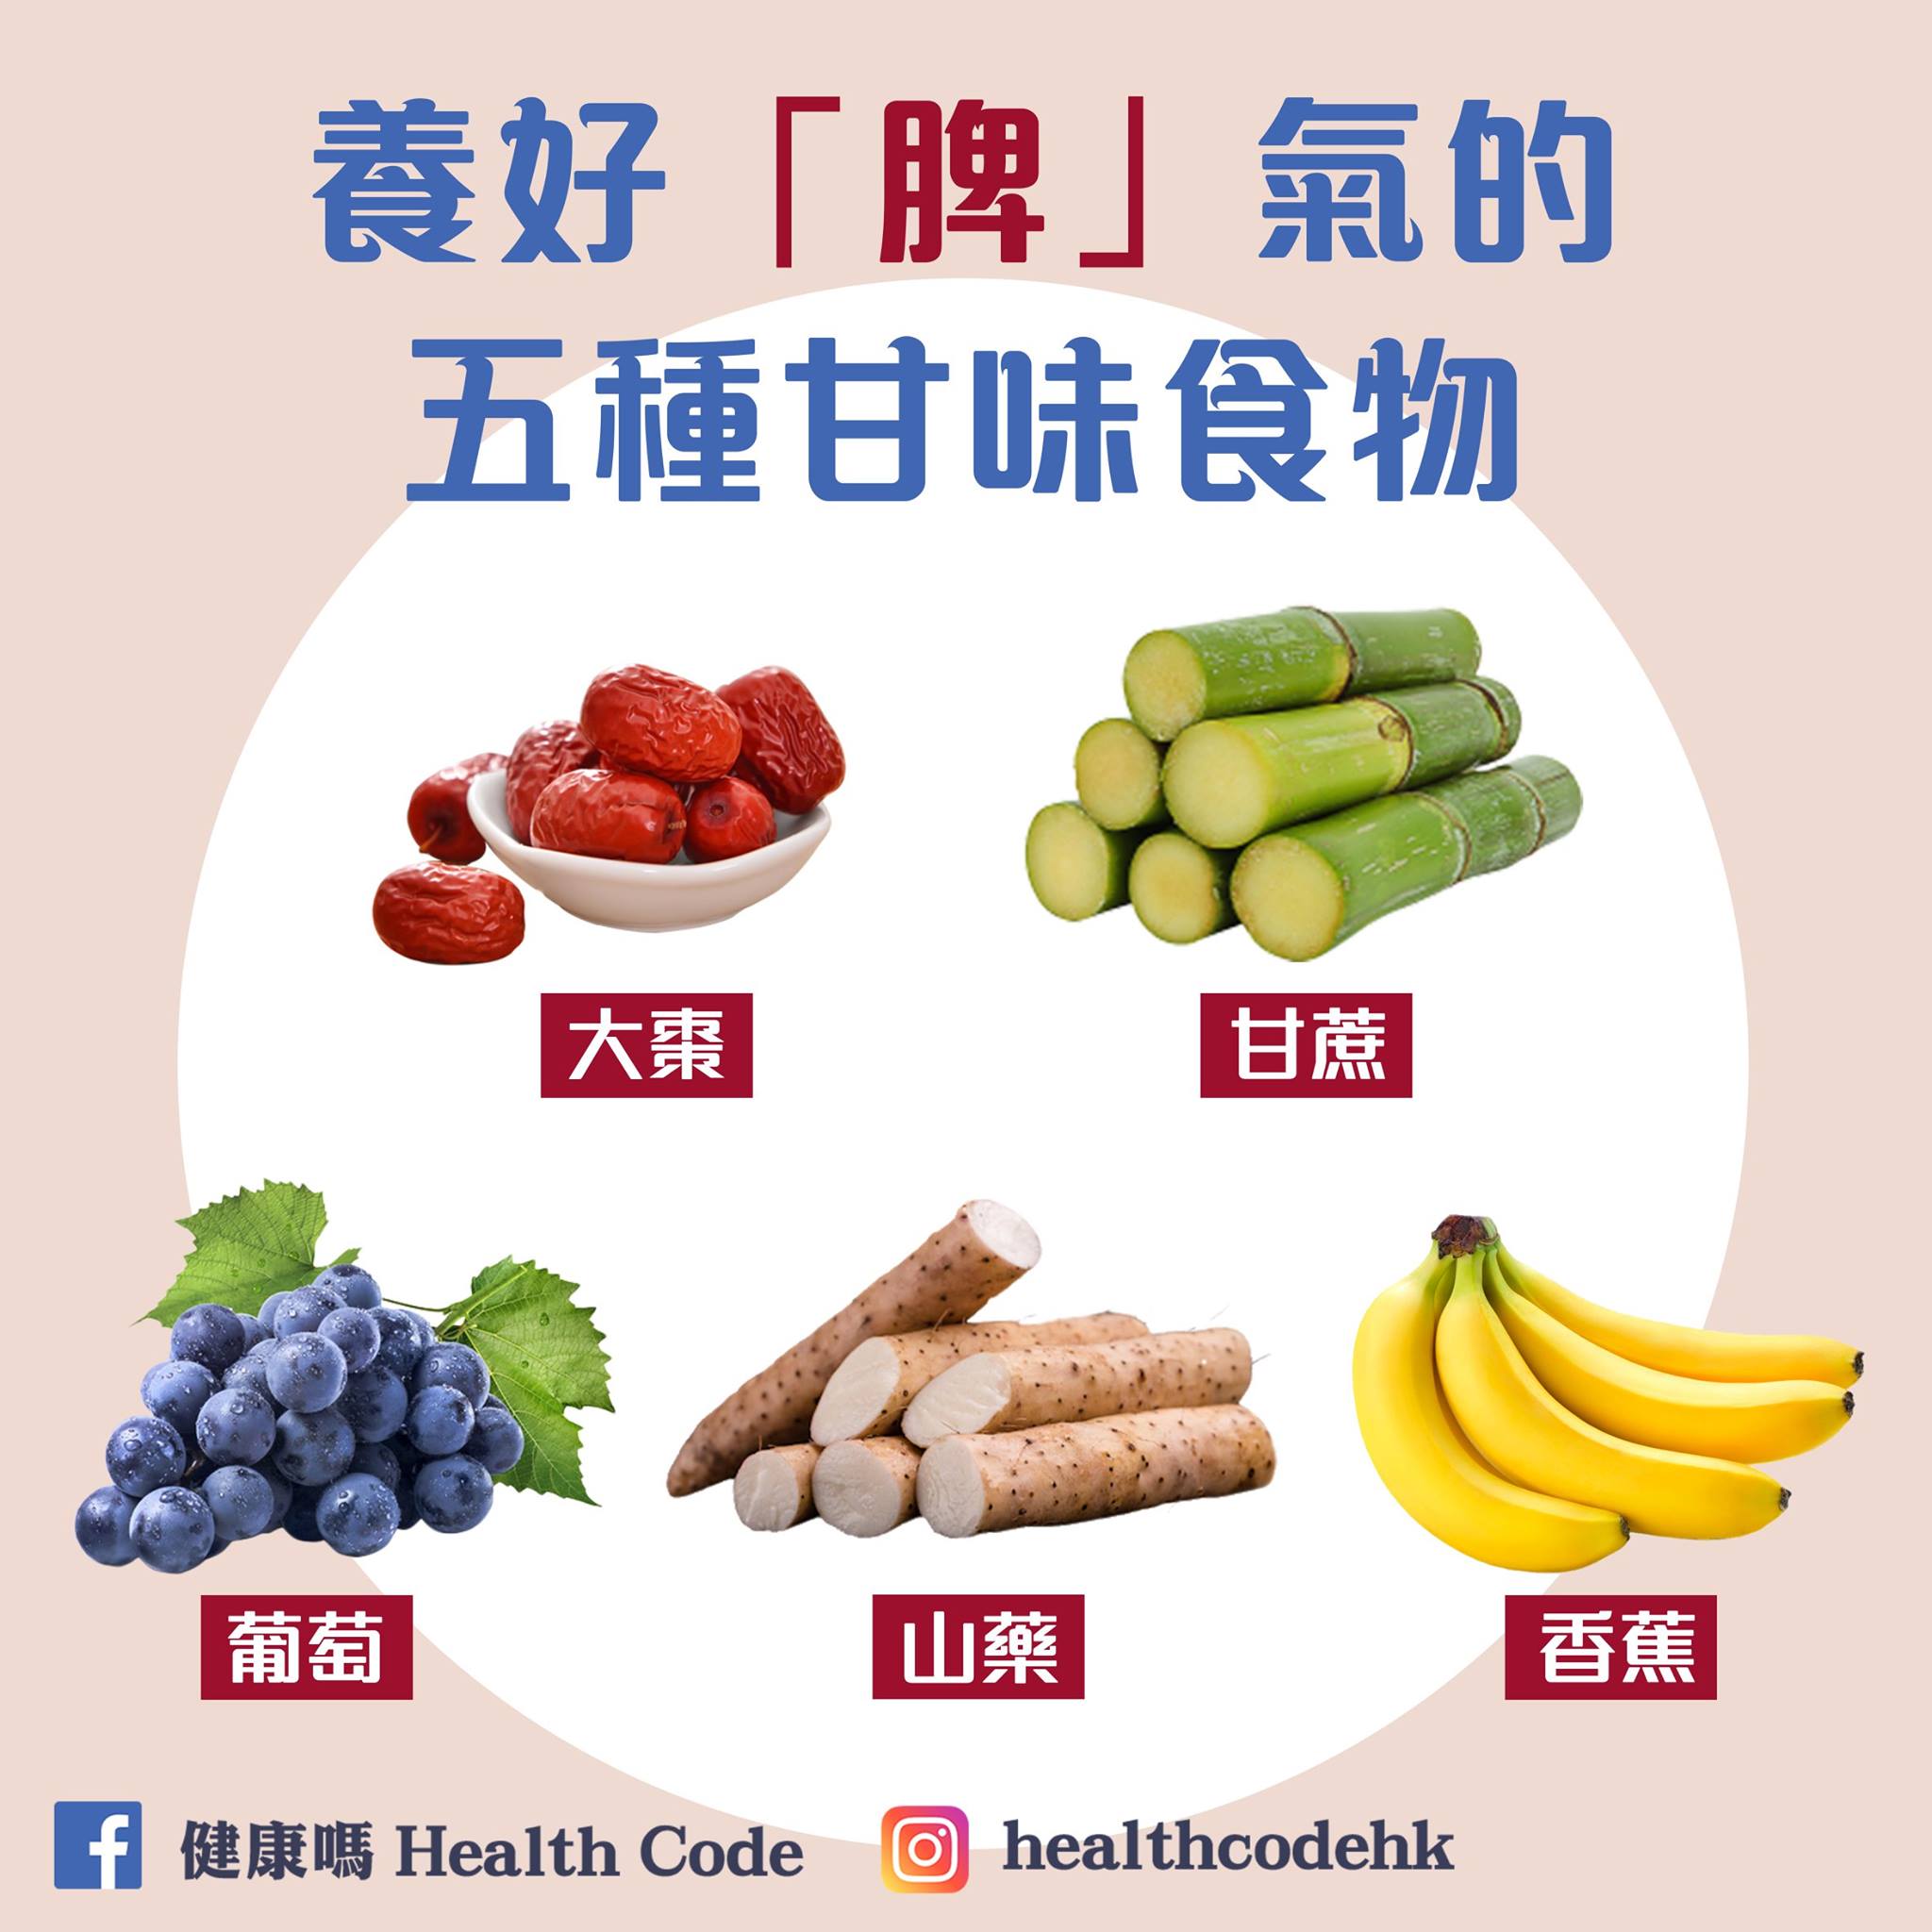 養好「脾」氣的
五種甘味食物
大棗
甘蔗
葡萄
山藥
香蕉
健康嗎 Health Code
healthcodehk